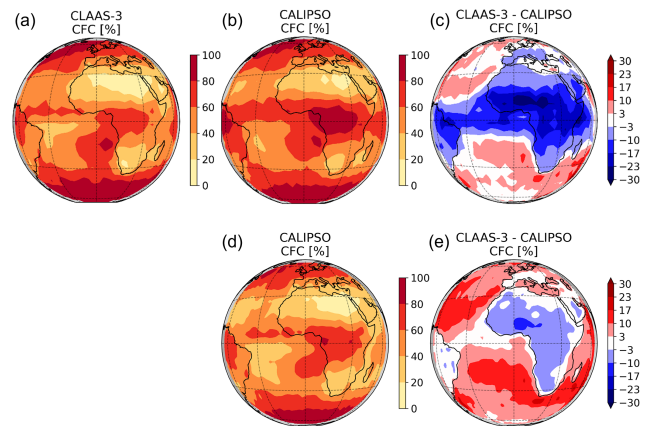 (a)
CLAAS-3
CFC [%]
100
80
60
40
20
0
(b)
CALIPSO
CFC [%]
100
80
60
40
20
0
(c)
CLAAS-3 - CALIPSO
CFC [%]
30
23
17
10
3
−3
−10
−17
−23
−30
(d)
CALIPSO
CFC [%]
100
80
60
40
20
0
(e)
CLAAS-3 - CALIPSO
CFC [%]
30
23
17
10
3
−3
−10
−17
−23
−30